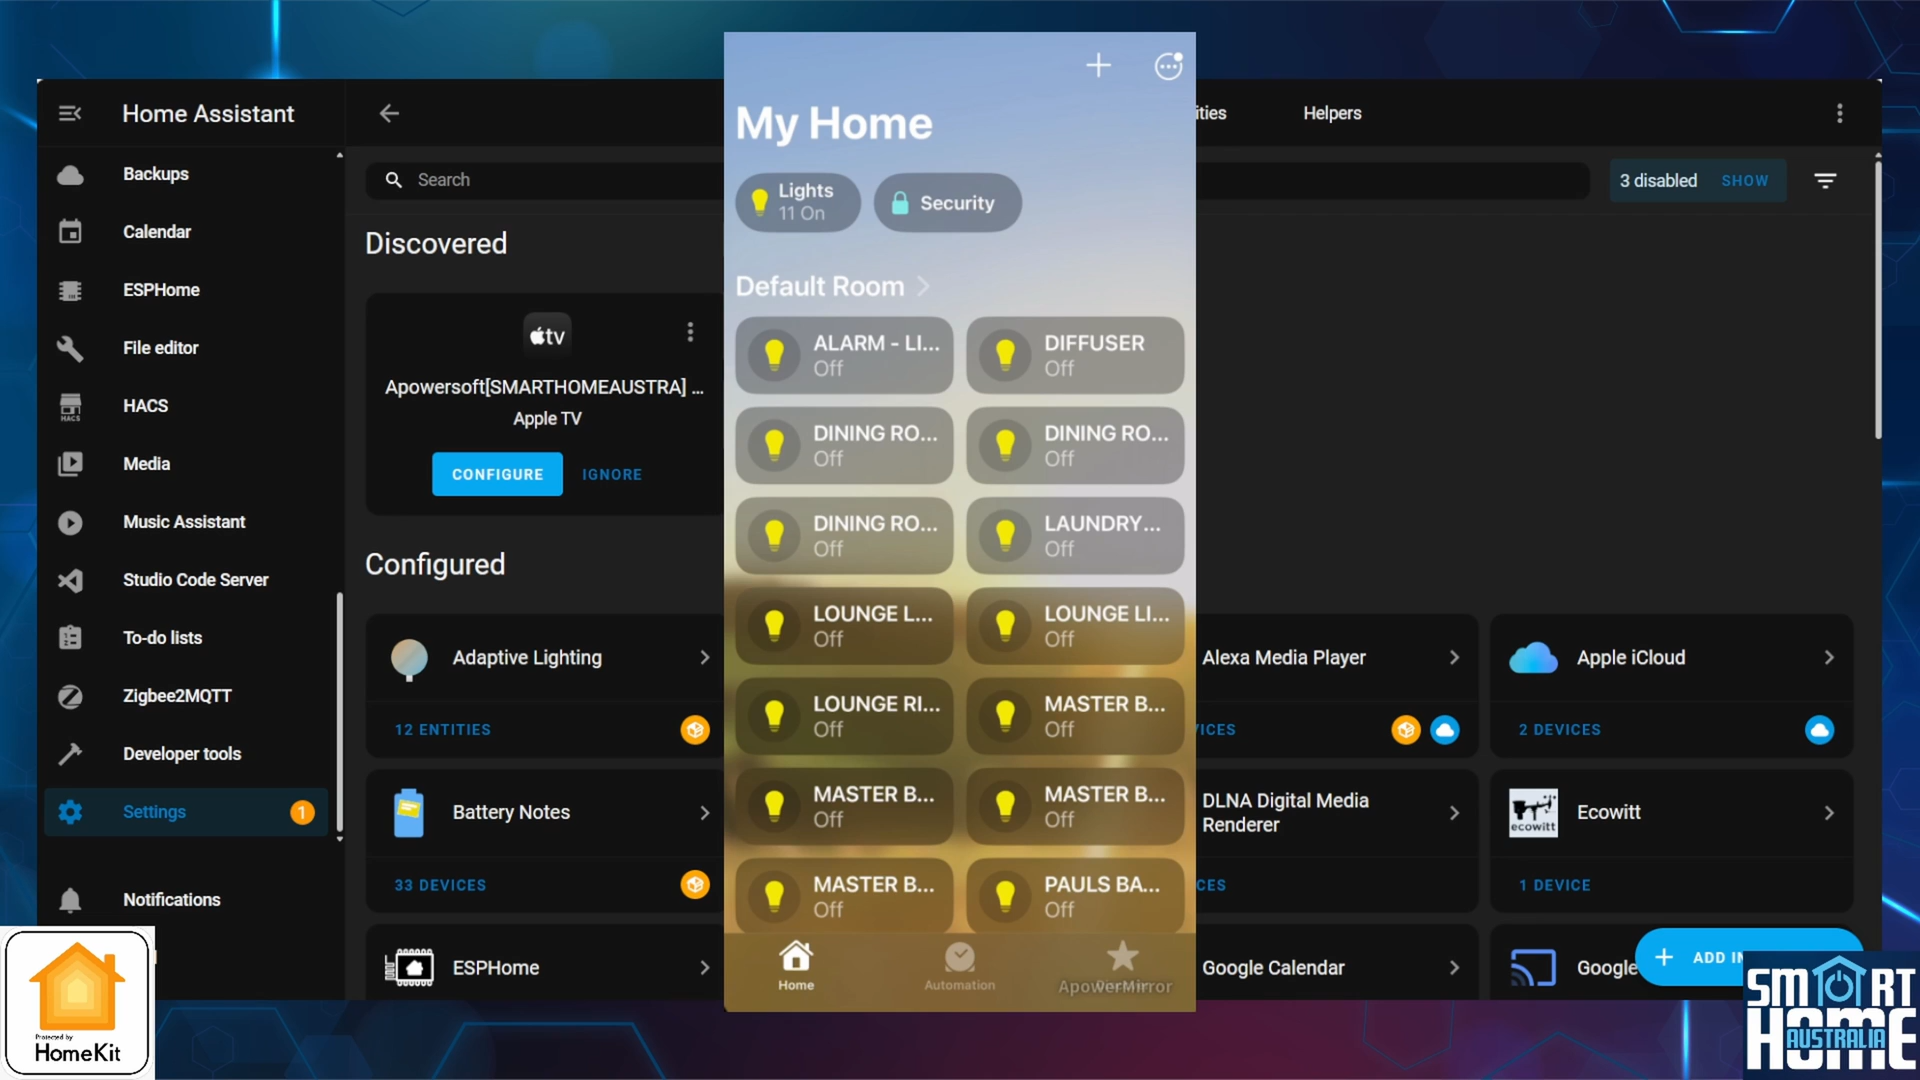 Home Assistant
Backups
Calendar
ESPHome
File editor
HACS
HACS
Media
Music Assistant
Studio Code Server
To-do lists
Zigbee2MQTT
Developer tools
Settings
1
Notifications
Search
Discovered
tv
Apowersoft[SMARTHOMEAUSTRA] ...
Apple TV
CONFIGURE
IGNORE
Configured
Adaptive Lighting
12 ENTITIES
Battery Notes
33 DEVICES
ESPHome
My Home
Lights
11 On
Security
Default Room
ALARM - LI...
Off
DIFFUSER
Off
DINING RO...
Off
DINING RO...
Off
DINING RO...
Off
LAUNDRY...
Off
LOUNGE L...
Off
LOUNGE LI...
Off
LOUNGE RI...
Off
MASTER B...
Off
MASTER B...
Off
MASTER B...
Off
MASTER B...
Off
PAULS BA...
Off
Home
Automation
ApowerMirror
ities
Helpers
3 disabled
SHOW
Alexa Media Player
ICES
Apple iCloud
2 DEVICES
DLNA Digital Media
Renderer
CES
ecowitt
Ecowitt
1 DEVICE
Google Calendar
Google
ADD IN
Protected by
HomeKit
SMART
HOME
AUSTRALIA